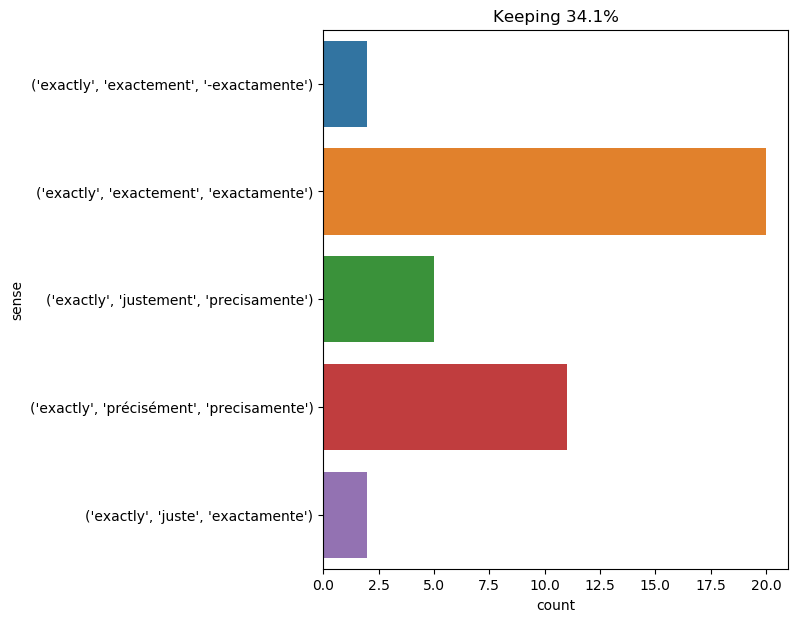 Keeping 34.1%
('exactly', 'exactement', '-exactamente')
('exactly', 'exactement', 'exactamente')
('exactly', 'justement', 'precisamente')
('exactly', 'précisément', 'precisamente')
('exactly', 'juste', 'exactamente')
sense
0.0 2.5 5.0 7.5 10.0 12.5 15.0 17.5 20.0
count